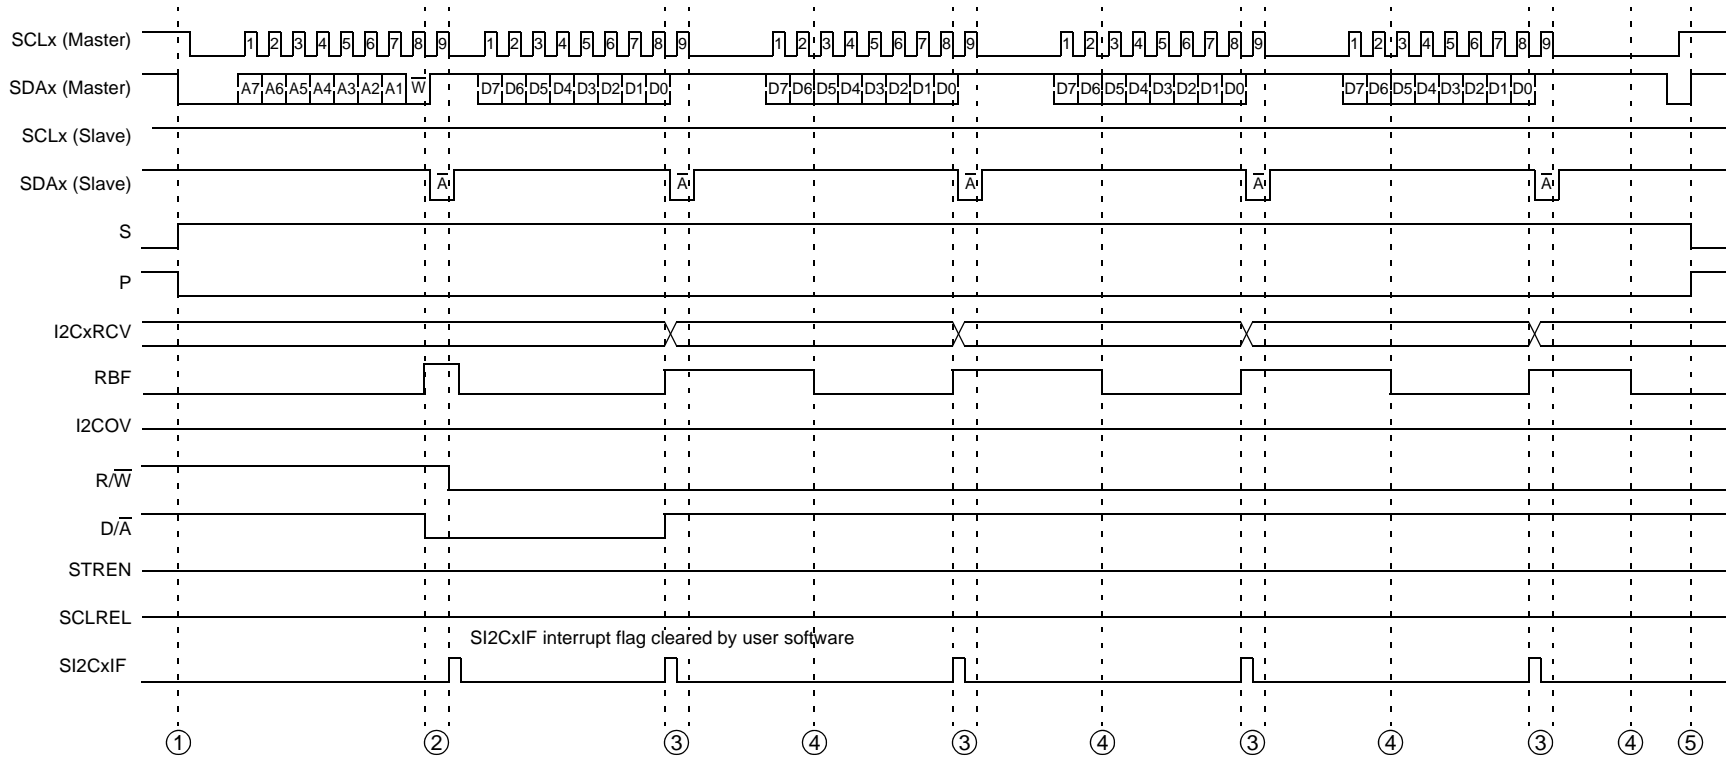 SCLx (Master) 1 2 3 4 5 6 7 8 9 1 2 3 4 5 6 7 8 9 1 2 3 4 5 6 7 8 9 1 2 3 4 5 6 7 8 9 1 2 3 4 5 6 7 8 9
SDAx (Master) A7 A6 A5 A4 A3 A2 A1 W̅ D7 D6 D5 D4 D3 D2 D1 D0 D7 D6 D5 D4 D3 D2 D1 D0 D7 D6 D5 D4 D3 D2 D1 D0 D7 D6 D5 D4 D3 D2 D1 D0
SCLx (Slave)
SDAx (Slave) A̅ A̅ A̅ A̅ A̅
S
P
I2CxRCV
RBF
I2COV
R/W̅
D/A̅
STREN
SCLREL
SI2CxIF interrupt flag cleared by user software
SI2CxIF
① ② ③ ④ ③ ④ ③ ④ ③ ④ ⑤